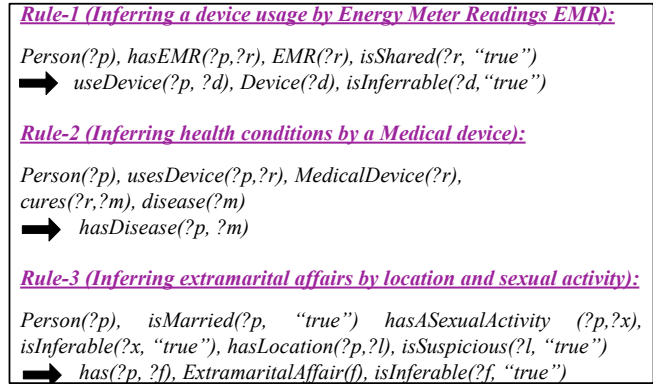 Rule-1 (Inferring a device usage by Energy Meter Readings EMR):
Person(?p), hasEMR(?p,?r), EMR(?r), isShared(?r, “true”)
useDevice(?p, ?d), Device(?d), isInferrable(?d,“true”)
Rule-2 (Inferring health conditions by a Medical device):
Person(?p), usesDevice(?p,?r), MedicalDevice(?r),
cures(?r,?m), disease(?m)
hasDisease(?p, ?m)
Rule-3 (Inferring extramarital affairs by location and sexual activity):
Person(?p), isMarried(?p, “true”) hasASexualActivity (?p,?x),
isInferable(?x, “true”), hasLocation(?p,?l), isSuspicious(?l, “true”)
has(?p, ?f), ExtramaritalAffair(f), isInferable(?f, “true”)